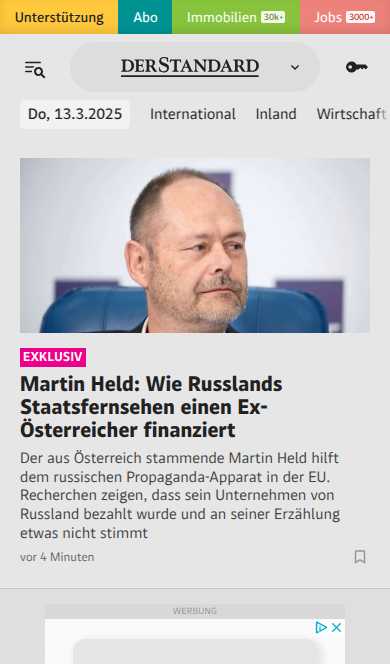 Unterstützung Abo Immobilien 30k+ Jobs 3000+
DERSTANDARD
Do, 13.3.2025 International Inland Wirtschaft
EXKLUSIV
Martin Held: Wie Russlands
Staatsfernsehen einen Ex-
Österreicher finanziert
Der aus Österreich stammende Martin Held hilft
dem russischen Propaganda-Apparat in der EU.
Recherchen zeigen, dass sein Unternehmen von
Russland bezahlt wurde und an seiner Erzählung
etwas nicht stimmt
vor 4 Minuten
WERBUNG